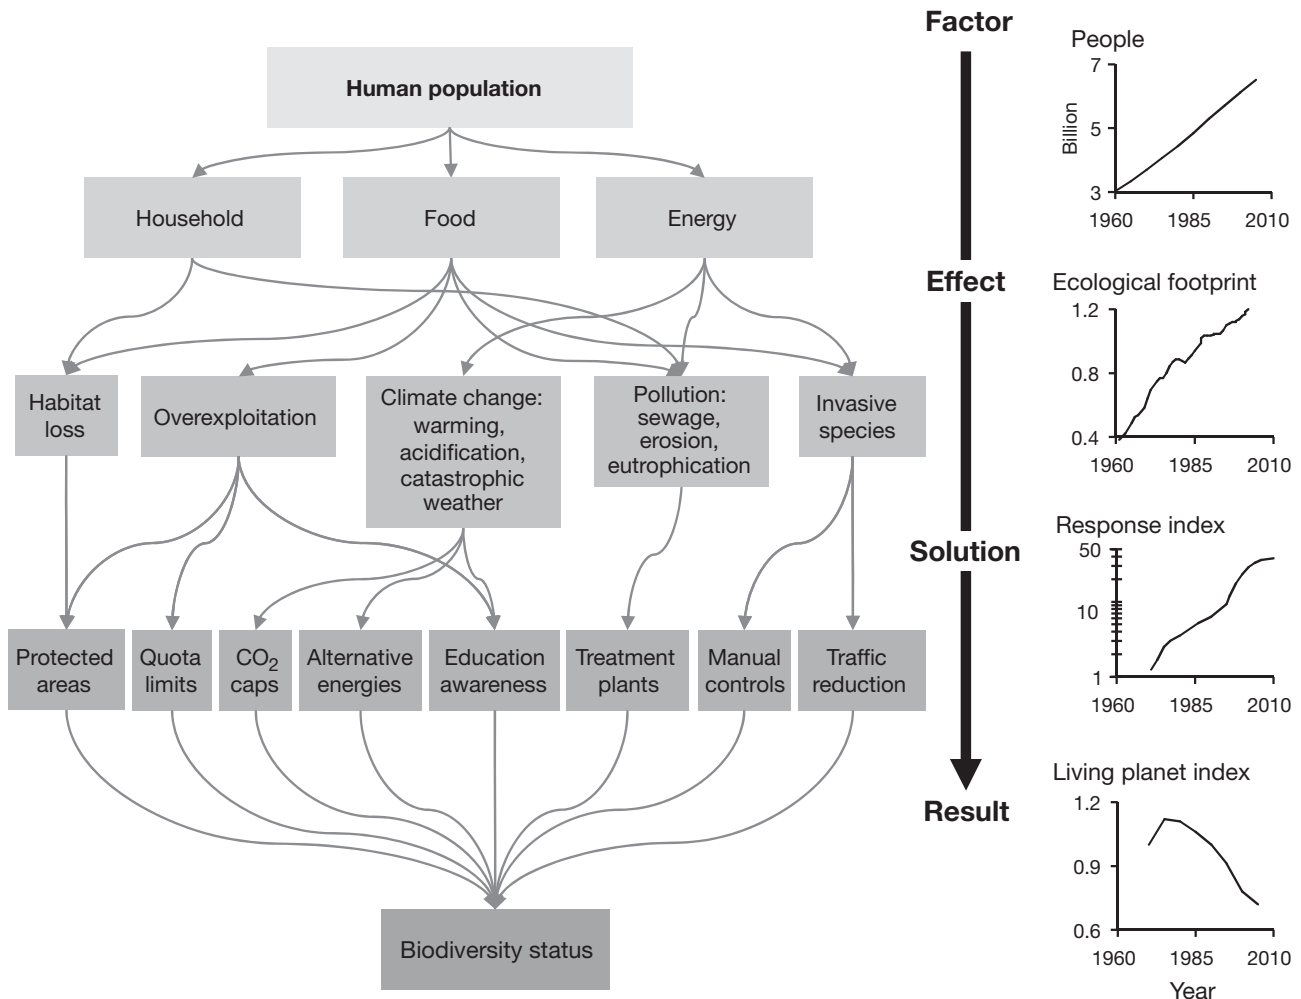 Human population
Household
Food
Energy
Habitat
loss
Overexploitation
Climate change:
warming,
acidification,
catastrophic
weather
Pollution:
sewage,
erosion,
eutrophication
Invasive
species
Protected
areas
Quota
limits
CO₂
caps
Alternative
energies
Education
awareness
Treatment
plants
Manual
controls
Traffic
reduction
Biodiversity status
Factor
Effect
Solution
Result
People
Billion
7
5
3
1960 1985 2010
Ecological footprint
1.2
0.8
0.4
1960 1985 2010
Response index
50
10
1
1960 1985 2010
Living planet index
1.2
0.9
0.6
1960 1985 2010
Year